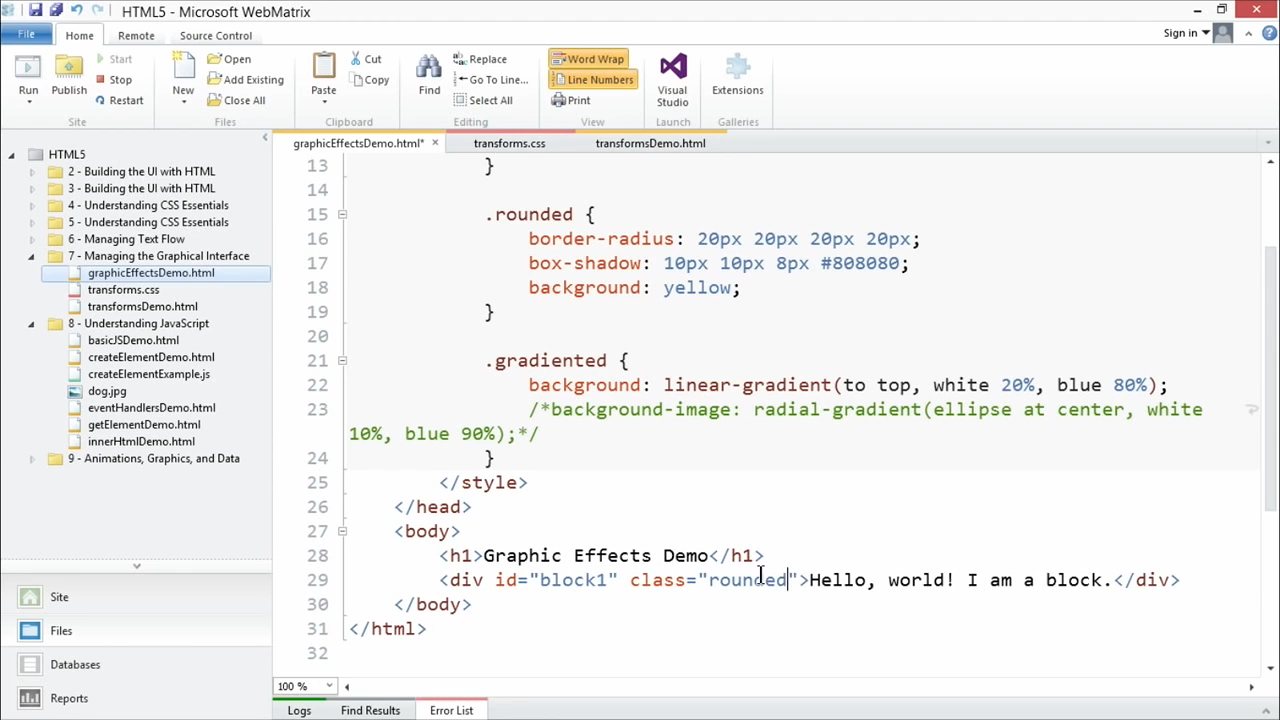 HTML5 - Microsoft WebMatrix
File Home Remote Source Control Sign in
Run Publish Start Stop Restart Site
New Open Add Existing Close All Files
Paste Cut Copy Clipboard
Find Replace Go To Line... Select All Editing
Word Wrap Line Numbers Print View
Visual Studio Launch
Extensions Galleries
HTML5
2 - Building the UI with HTML
3 - Building the UI with HTML
4 - Understanding CSS Essentials
5 - Understanding CSS Essentials
6 - Managing Text Flow
7 - Managing the Graphical Interface
graphicEffectsDemo.html
transforms.css
transformsDemo.html
8 - Understanding JavaScript
basicJSDemo.html
createElementDemo.html
createElementExample.js
dog.jpg
eventHandlersDemo.html
getElementDemo.html
innerHtmlDemo.html
9 - Animations, Graphics, and Data
Site
Files
Databases
Reports
graphicEffectsDemo.html* × transforms.css transformsDemo.html
13 }
14
15 .rounded {
16 border-radius: 20px 20px 20px 20px;
17 box-shadow: 10px 10px 8px #808080;
18 background: yellow;
19 }
20
21 .gradiented {
22 background: linear-gradient(to top, white 20%, blue 80%);
23 /*background-image: radial-gradient(ellipse at center, white
10%, blue 90%);*/
24 }
25 </style>
26 </head>
27 <body>
28 <h1>Graphic Effects Demo</h1>
29 <div id="block1" class="rounded">Hello, world! I am a block.</div>
30 </body>
31 </html>
32
100 %
Logs Find Results Error List